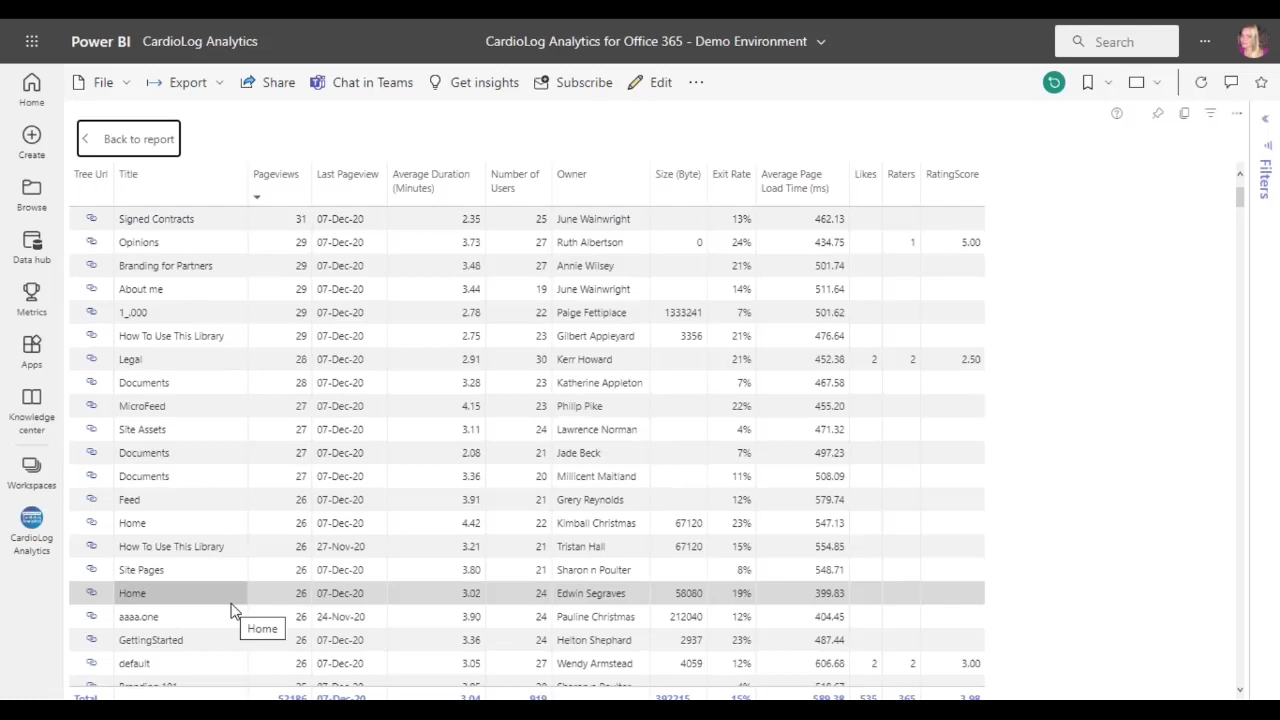 Power BI CardioLog Analytics CardioLog Analytics for Office 365 - Demo Environment Search
File Export Share Chat in Teams Get insights Subscribe Edit
Home
Create
Browse
Data hub
Metrics
Apps
Knowledge center
Workspaces
CardioLog Analytics
Back to report
Filters
Tree Url Title Pageviews Last Pageview Average Duration (Minutes) Number of Users Owner Size (Byte) Exit Rate Average Page Load Time (ms) Likes Raters RatingScore
Signed Contracts 31 07-Dec-20 2.35 25 June Wainwright 13% 462.13
Opinions 29 07-Dec-20 3.73 27 Ruth Albertson 0 24% 434.75 1 5.00
Branding for Partners 29 07-Dec-20 3.48 27 Annie Wilsey 21% 501.74
About me 29 07-Dec-20 3.44 19 June Wainwright 14% 511.64
1_.000 29 07-Dec-20 2.78 22 Paige Fettiplace 1333241 7% 501.62
How To Use This Library 29 07-Dec-20 2.75 23 Gilbert Appleyard 3356 21% 476.64
Legal 28 07-Dec-20 2.91 30 Kerr Howard 21% 452.38 2 2 2.50
Documents 28 07-Dec-20 3.28 23 Katherine Appleton 7% 467.58
MicroFeed 27 07-Dec-20 4.15 23 Philip Pike 22% 455.20
Site Assets 27 07-Dec-20 3.11 24 Lawrence Norman 4% 471.32
Documents 27 07-Dec-20 2.08 21 Jade Beck 7% 497.23
Documents 27 07-Dec-20 3.36 20 Millicent Maitland 11% 508.09
Feed 26 07-Dec-20 3.91 21 Grery Reynolds 12% 579.74
Home 26 07-Dec-20 4.42 22 Kimball Christmas 67120 23% 547.13
How To Use This Library 26 27-Nov-20 3.21 21 Tristan Hall 67120 15% 554.85
Site Pages 26 07-Dec-20 3.80 21 Sharon n Poulter 8% 548.71
Home 26 07-Dec-20 3.02 24 Edwin Segraves 58080 19% 399.83
aaaa.one 26 24-Nov-20 3.90 24 Pauline Christmas 212040 12% 404.45
Home
GettingStarted 26 07-Dec-20 3.36 24 Helton Shephard 2937 23% 487.44
default 26 07-Dec-20 3.05 27 Wendy Armstead 4059 12% 606.68 2 2 3.00
Total 52186 07-Dec-20 3.04 919 392215 15% 589.38 535 365 3.98